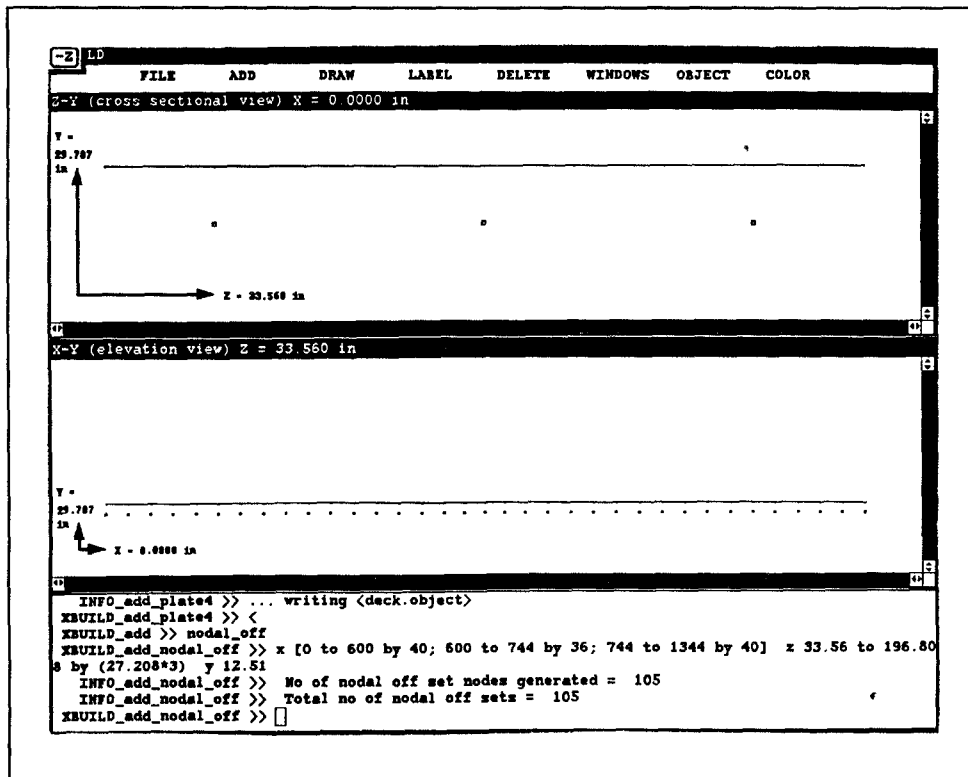 -Z LD
FILE ADD DRAW LABEL DELETE WINDOWS OBJECT COLOR
Z-Y (cross sectional view) X = 0.0000 in
Y =
29.787
in
Z = 33.560 in
X-Y (elevation view) Z = 33.560 in
Y =
29.787
in
X = 0.0000 in
INFO_add_plate4 >> ... writing <deck.object>
XBUILD_add_plate4 >> <
XBUILD_add >> nodal_off
XBUILD_add_nodal_off >> x [0 to 600 by 40; 600 to 744 by 36; 744 to 1344 by 40] z 33.56 to 196.80
8 by (27.208*3) y 12.51
INFO_add_nodal_off >> No of nodal off set nodes generated = 105
INFO_add_nodal_off >> Total no of nodal off sets = 105
XBUILD_add_nodal_off >>